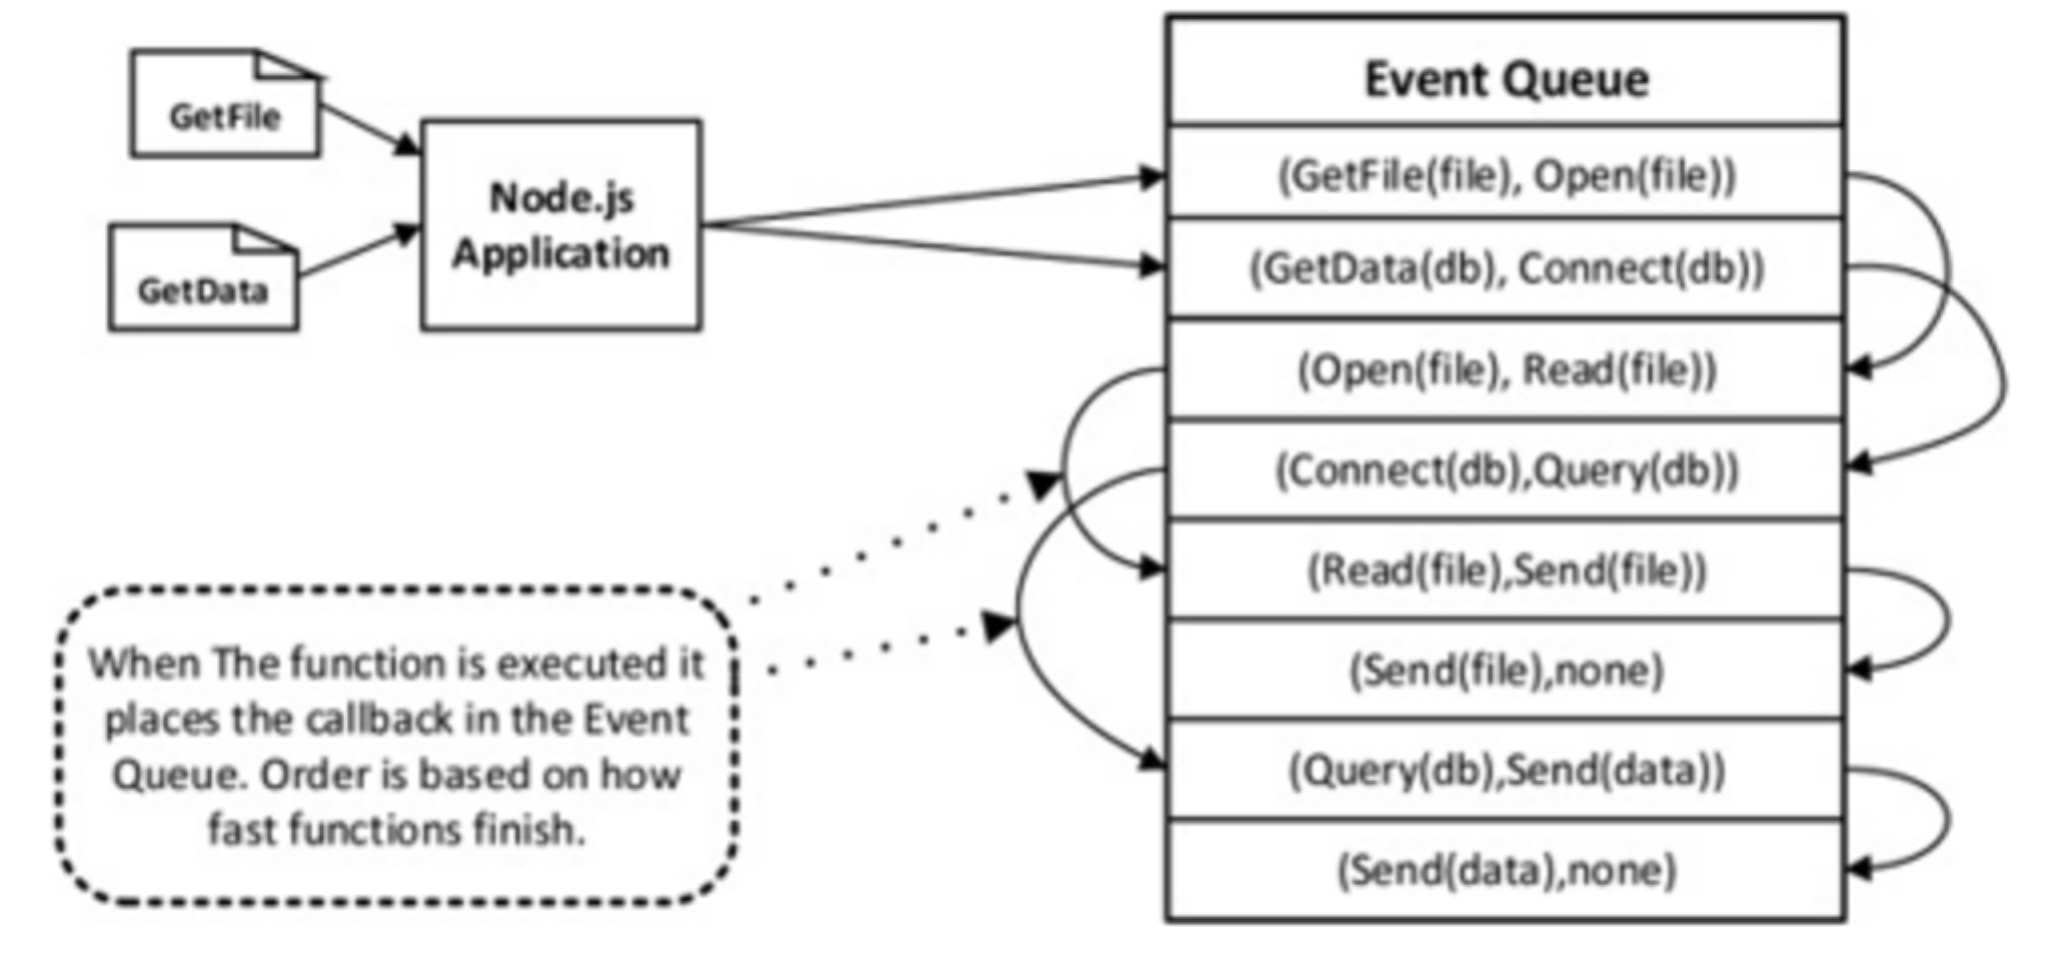 GetFile
GetData
Node.js
Application
Event Queue
(GetFile(file), Open(file))
(GetData(db), Connect(db))
(Open(file), Read(file))
(Connect(db),Query(db))
(Read(file),Send(file))
(Send(file),none)
(Query(db),Send(data))
(Send(data),none)
When The function is executed it
places the callback in the Event
Queue. Order is based on how
fast functions finish.